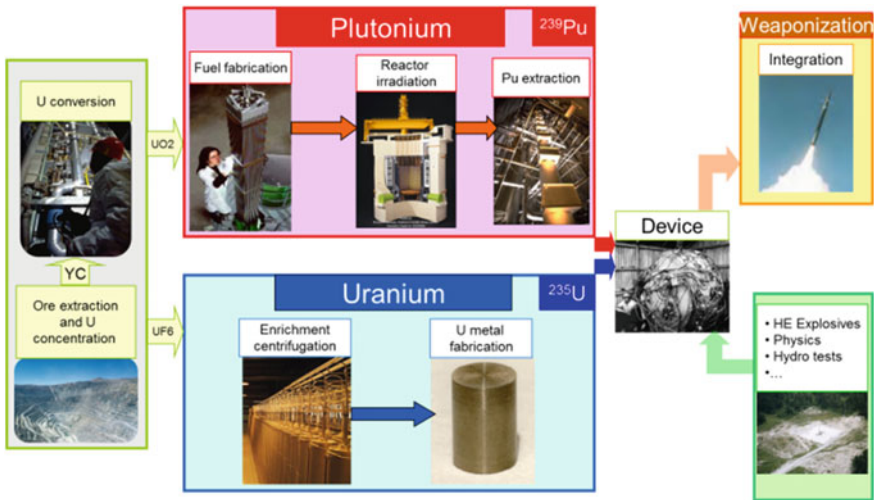 U conversion
YC
Ore extraction
and U
concentration
UO2
UF6
Plutonium
239Pu
Fuel fabrication
Reactor
irradiation
Pu extraction
Uranium
235U
Enrichment
centrifugation
U metal
fabrication
Device
Weaponization
Integration
• HE Explosives
• Physics
• Hydro tests
•...